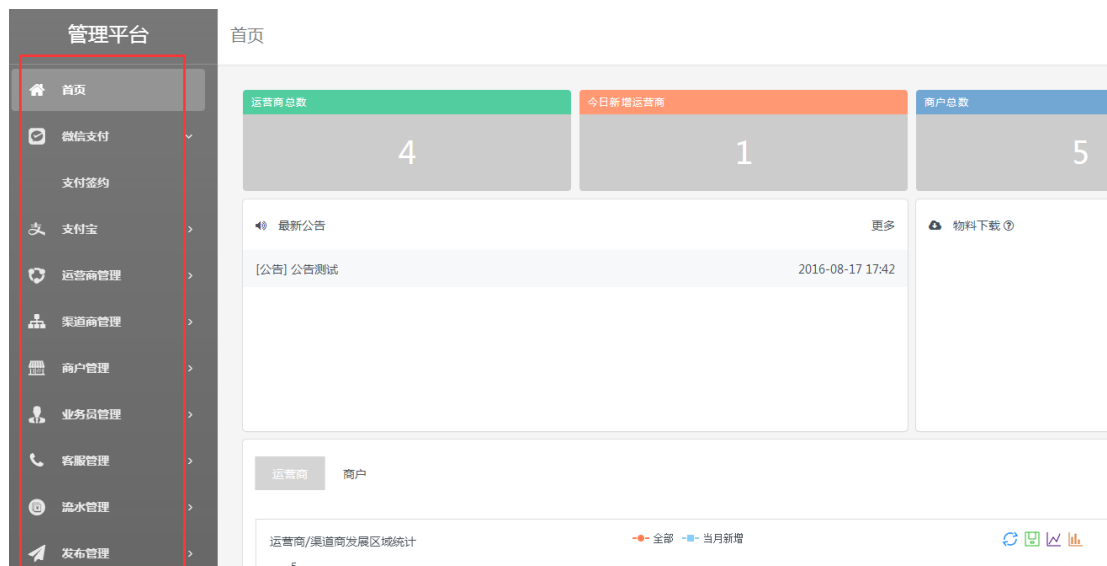 管理平台
首页
微信支付
支付签约
支付宝
运营商管理
渠道商管理
商户管理
业务员管理
客服管理
流水管理
发布管理
首页
运营商总数
4
今日新增运营商
1
商户总数
5
最新公告 更多
[公告] 公告测试 2016-08-17 17:42
物料下载
运营商 商户
运营商/渠道商发展区域统计 全部 当月新增
5